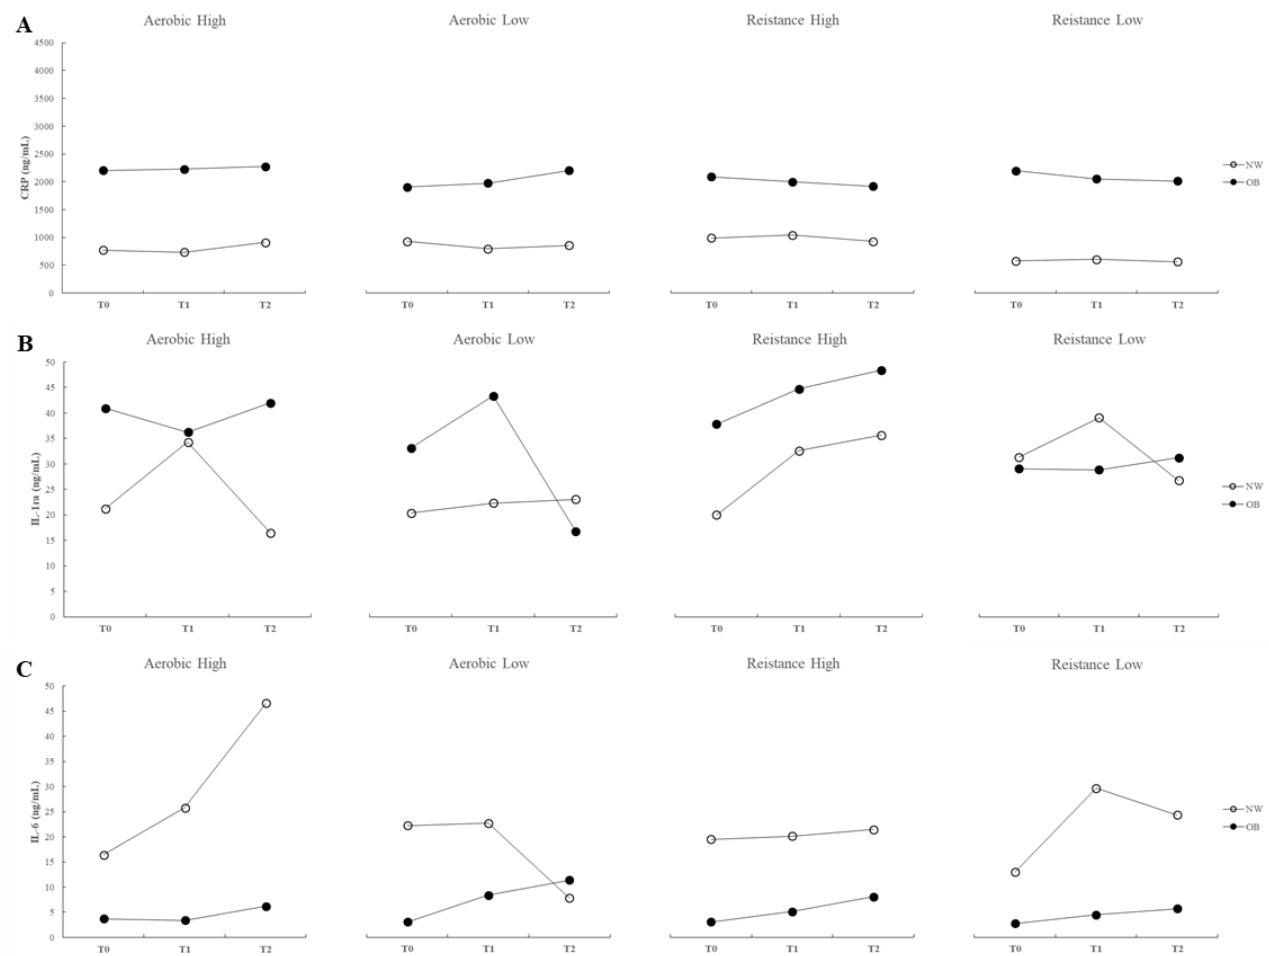 A
Aerobic High
Aerobic Low
Reistance High
Reistance Low
4500
4000
3500
3000
2500
2000
1500
1000
500
0
CRP (ng/mL)
T0 T1 T2
T0 T1 T2
T0 T1 T2
T0 T1 T2
NW
OB
B
Aerobic High
Aerobic Low
Reistance High
Reistance Low
50
45
40
35
30
25
20
15
10
5
0
IL-1ra (ng/mL)
T0 T1 T2
T0 T1 T2
T0 T1 T2
T0 T1 T2
NW
OB
C
Aerobic High
Aerobic Low
Reistance High
Reistance Low
50
45
40
35
30
25
20
15
10
5
0
IL-6 (ng/mL)
T0 T1 T2
T0 T1 T2
T0 T1 T2
T0 T1 T2
NW
OB